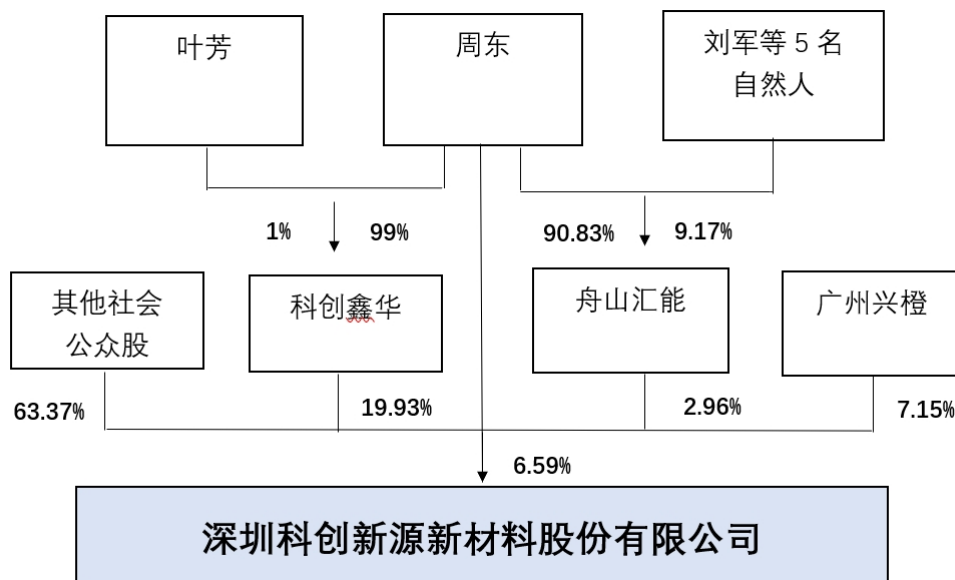 叶芳
周东
刘军等 5 名
自然人
1%
99%
90.83%
9.17%
其他社会
公众股
科创鑫华
舟山汇能
广州兴橙
63.37%
19.93%
2.96%
7.15%
6.59%
深圳科创新源新材料股份有限公司